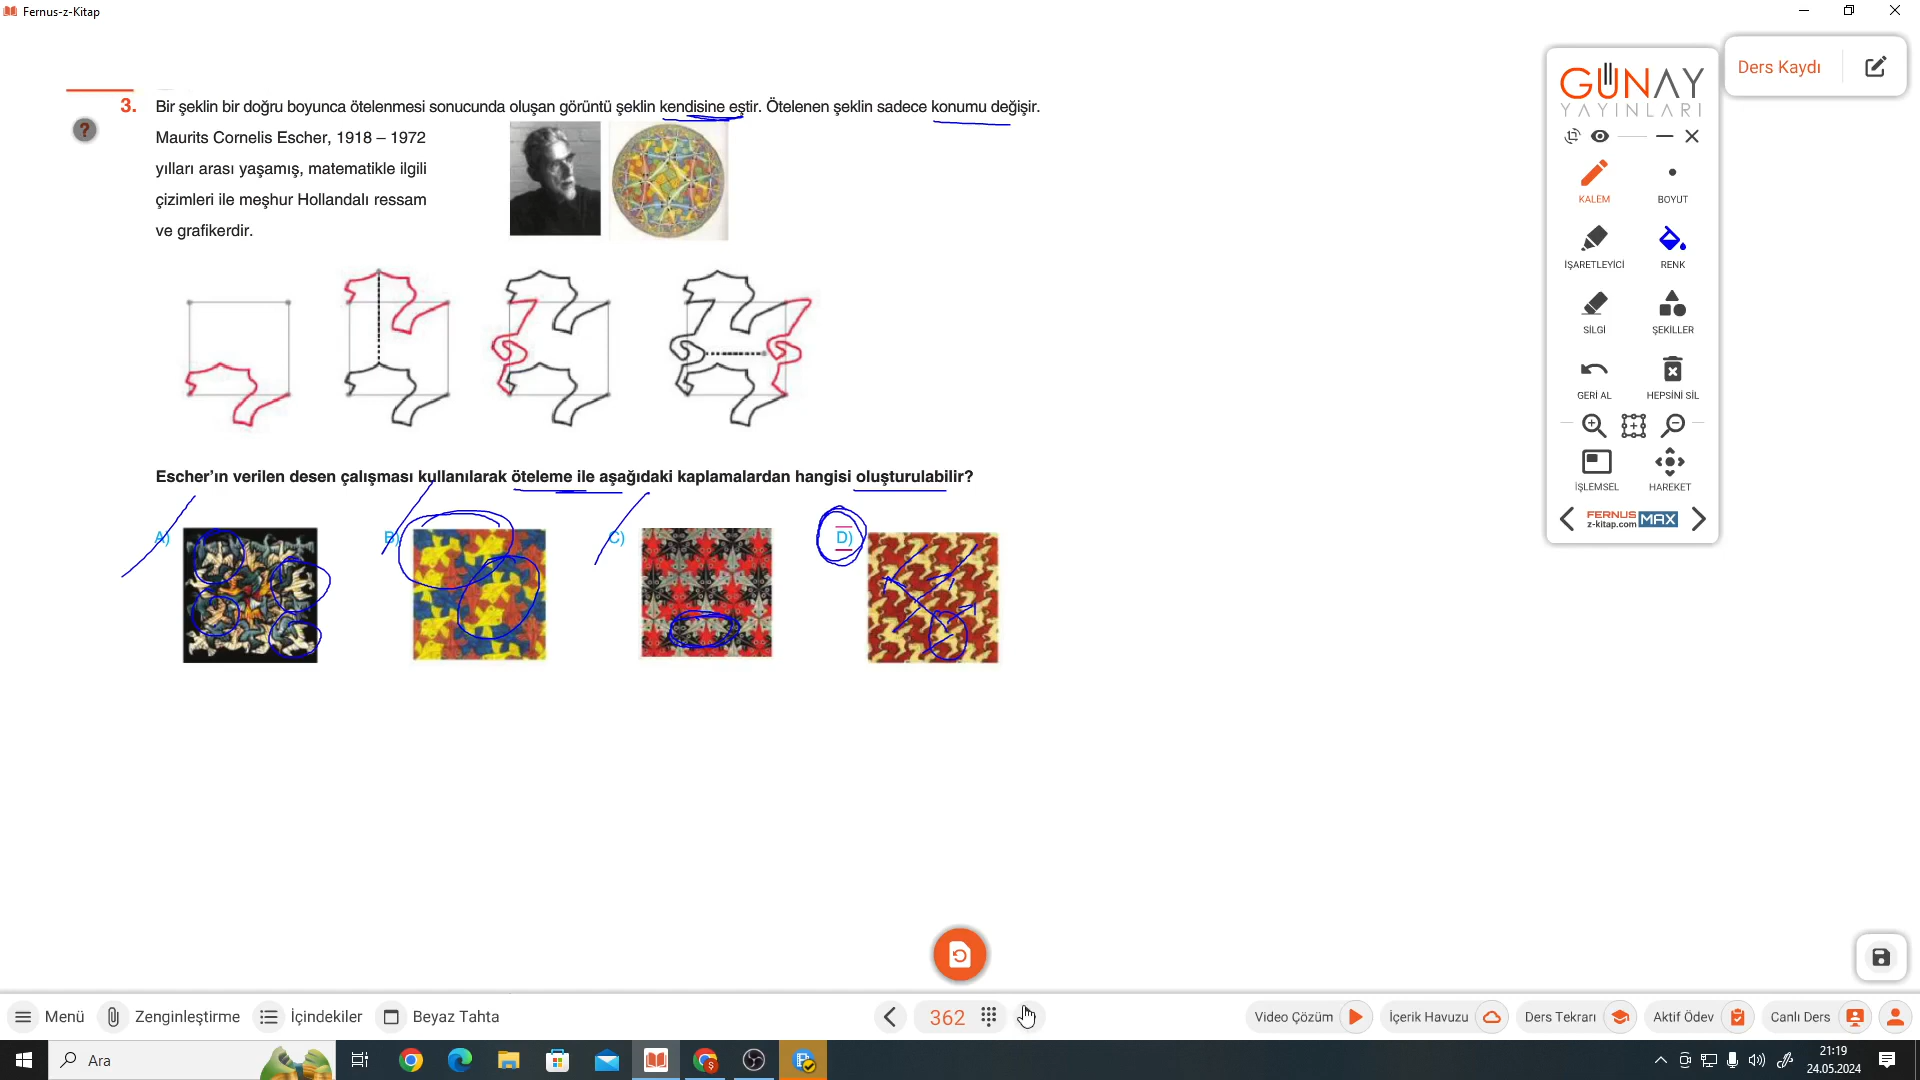 Fernus-z-Kitap
Ders Kaydı
GÜNAY
YAYINLARI
3. Bir şeklin bir doğru boyunca ötelenmesi sonucunda oluşan görüntü şeklin kendisine eştir. Ötelenen şeklin sadece konumu değişir.
?
Maurits Cornelis Escher, 1918 – 1972
yılları arası yaşamış, matematikle ilgili
çizimleri ile meşhur Hollandalı ressam
ve grafikerdir.
KALEM
BOYUT
İŞARETLEYİCİ
RENK
SİLGİ
ŞEKİLLER
GERİ AL
HEPSİNİ SİL
İŞLEMSEL
HAREKET
FERNUS
z-kitap.com MAX
Escher’ın verilen desen çalışması kullanılarak öteleme ile aşağıdaki kaplamalardan hangisi oluşturulabilir?
A) B) C) D)
Menü
Zenginleştirme
İçindekiler
Beyaz Tahta
362
Video Çözüm
İçerik Havuzu
Ders Tekrarı
Aktif Ödev
Canlı Ders
Ara
21:19
24.05.2024